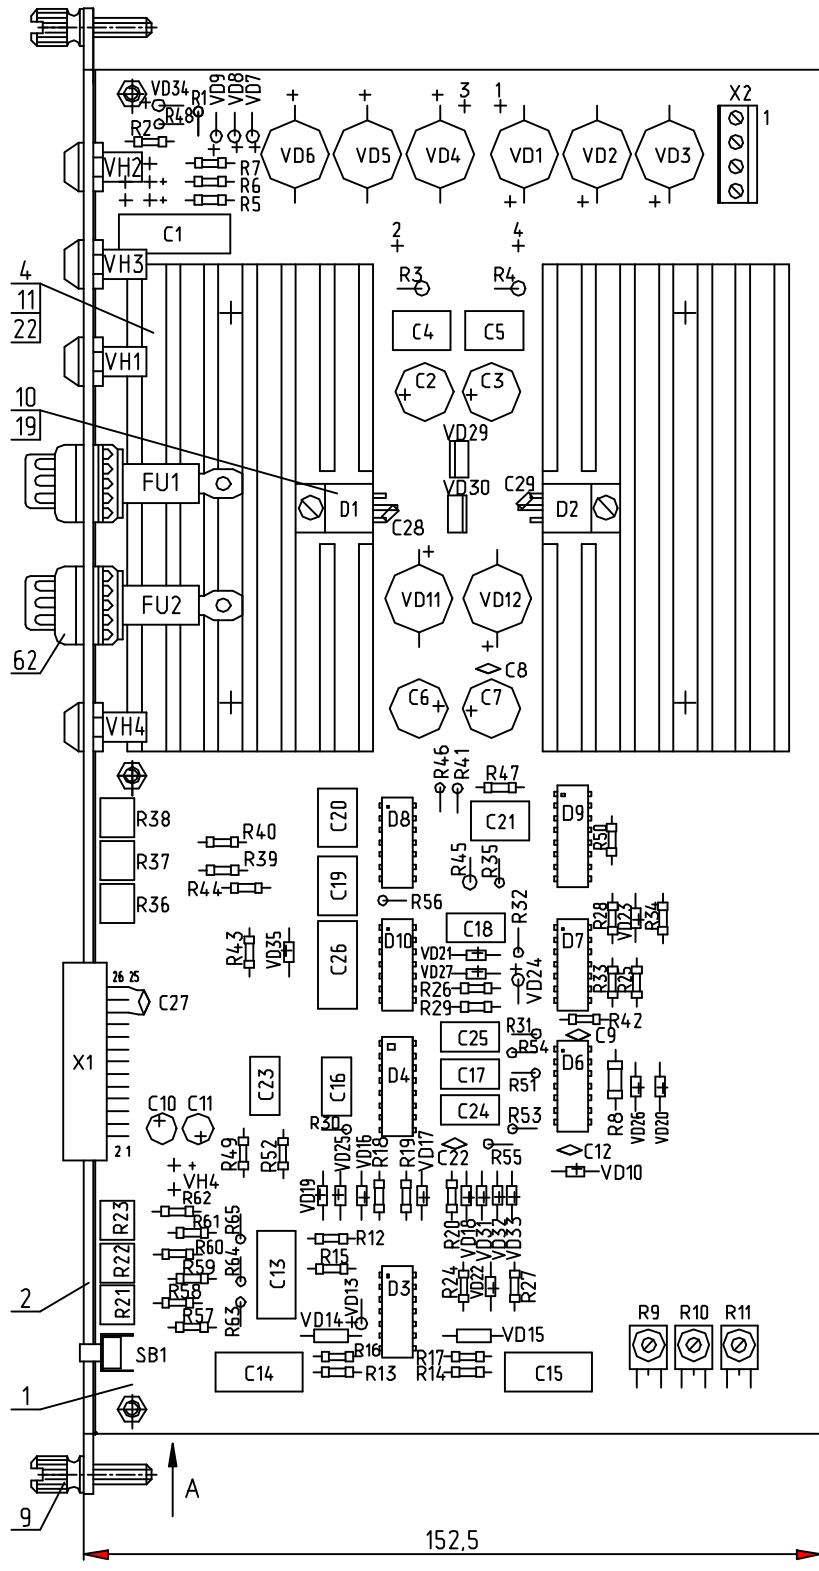 VD34
R1
VD9
VD8
VD7
R48
R2
3
1
X2
1
VH2
R7
R6
R5
VD6
VD5
VD4
VD1
VD2
VD3
C1
2
4
VH3
4
11
22
R3
R4
C4
C5
VH1
C2
C3
10
19
VD29
FU1
VD30
C29
D1
D2
C28
FU2
VD11
VD12
62
C8
C6
C7
VH4
R46
R41
R47
R38
R40
C20
D8
C21
D9
R50
R37
R39
R45
R35
R36
R44
C19
R56
R32
R28
VD23
R34
C18
R43
VD35
C26
D10
VD21
D7
VD27
VD24
R26
R29
R33
R25
26 25
C27
R42
R31
C9
C25
R54
X1
D4
D6
C23
C16
C17
R51
R8
VD26
VD20
C24
C10
C11
R30
R53
2 1
R49
R52
VD25
VD16
R18
R19
VD17
C22
R55
C12
VD10
VH4
R62
VD19
R23
R61
R65
R20
VD18
VD31
VD32
VD33
R12
R60
R22
R64
R15
C13
R59
R24
VD22
R27
R21
R58
R63
VD13
D3
2
R57
VD14
VD15
R9
R10
R11
SB1
R16
R17
C14
R13
R14
C15
1
A
9
152,5